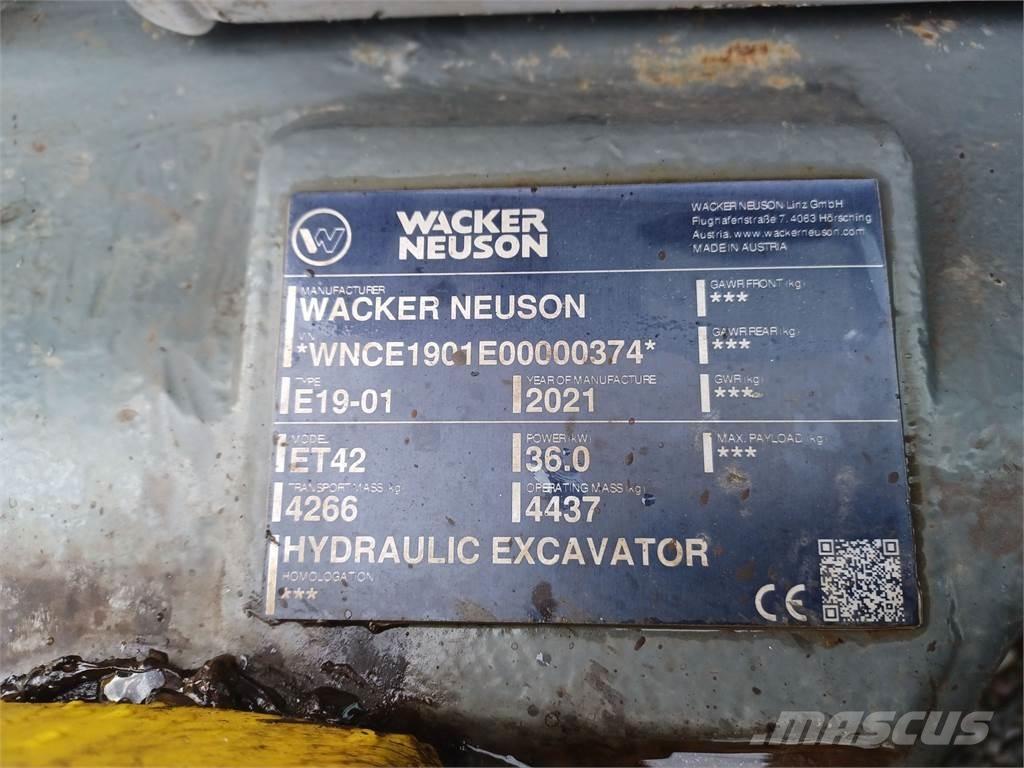 WACKER
NEUSON
WACKER NEUSON Linz GmbH
Flughafenstraße 7, 4063 Hörsching
Austria, www.wackerneuson.com
MADE IN AUSTRIA
MANUFACTURER
WACKER NEUSON
VIN
*WNCE1901E00000374*
TYPE
E19-01
YEAR OF MANUFACTURE
2021
GAWR FRONT (kg)
***
GAWR REAR (kg)
***
GWR (kg)
***
MODEL
ET42
POWER (kW)
36.0
MAX. PAYLOAD (kg)
***
TRANSPORT MASS (kg)
4266
OPERATING MASS (kg)
4437
HYDRAULIC EXCAVATOR
HOMOLOGATION
***
CE
MASCUS